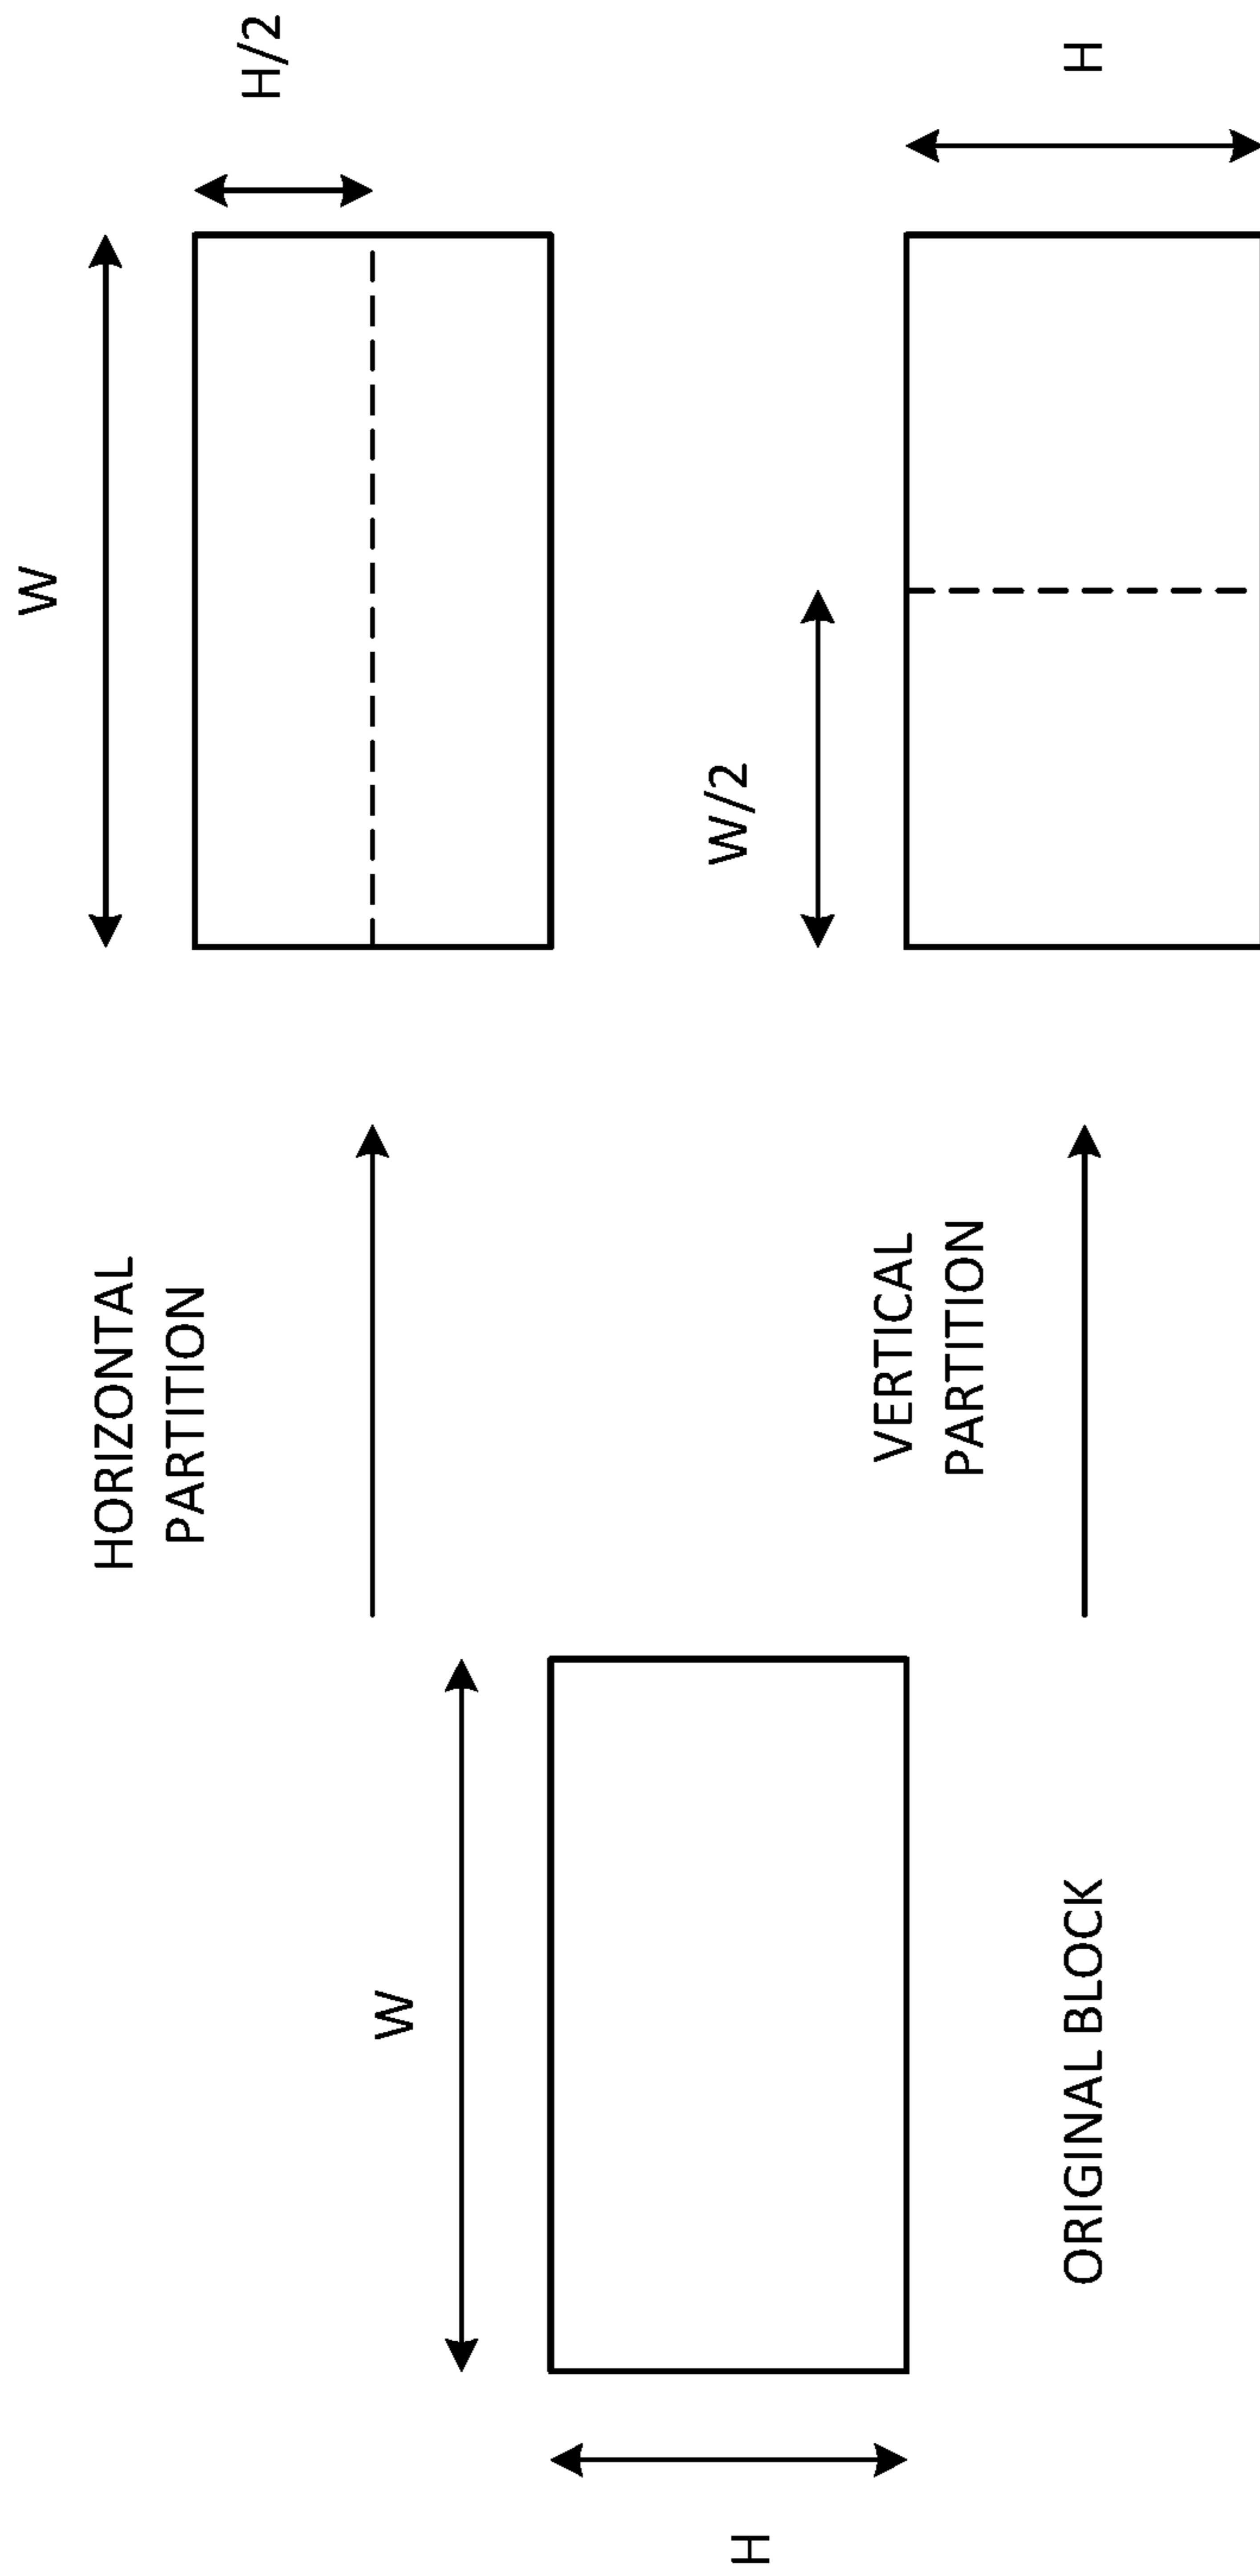 H
W
ORIGINAL BLOCK
HORIZONTAL
PARTITION
W
H/2
VERTICAL
PARTITION
W/2
H